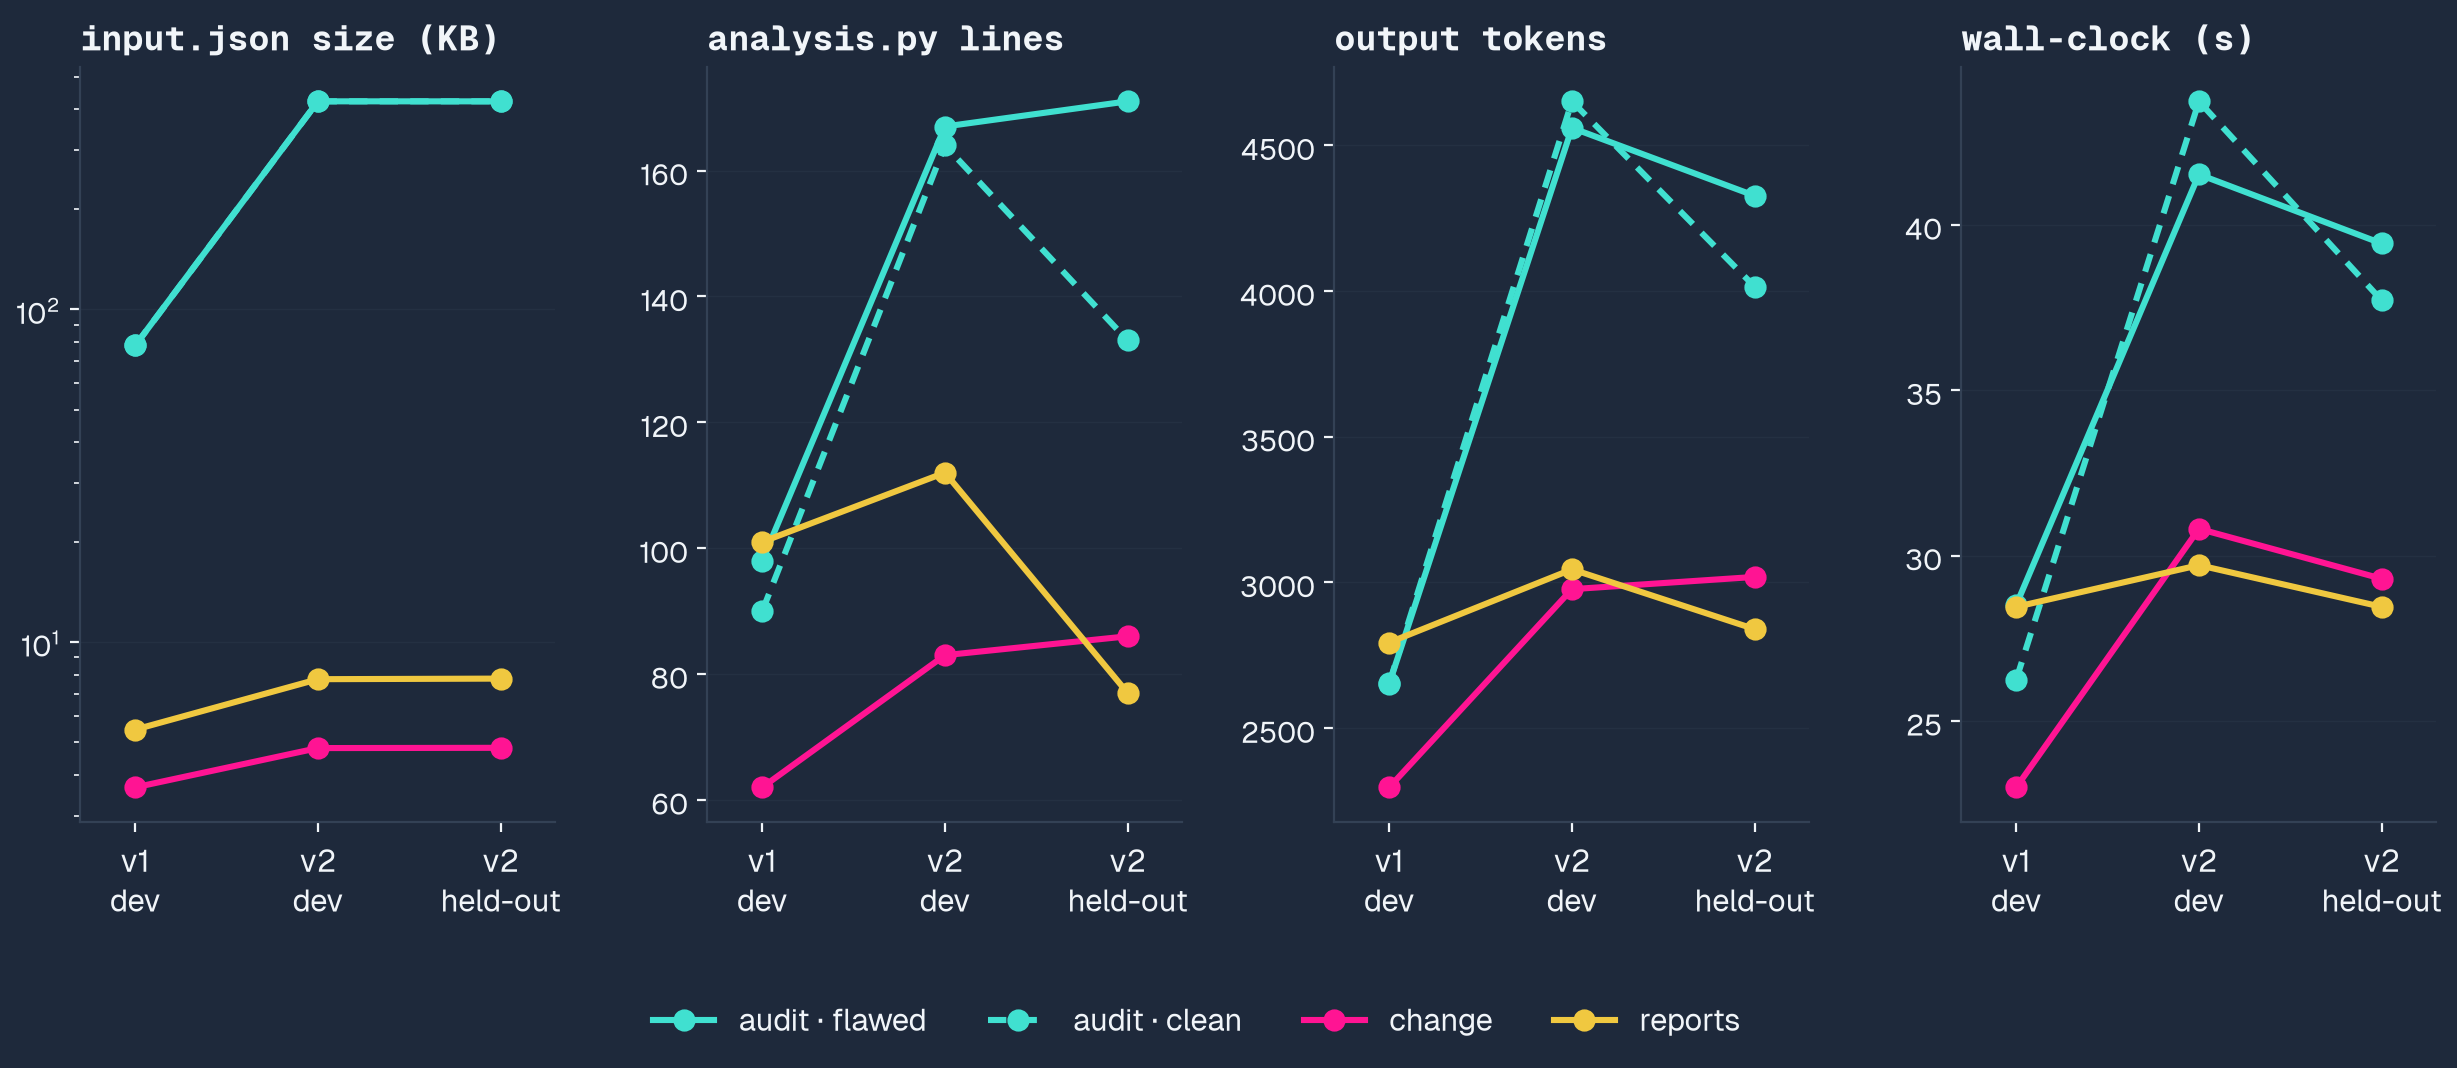 input.json size (KB)
10²
10¹
v1
dev
v2
dev
v2
held-out
analysis.py lines
160
140
120
100
80
60
v1
dev
v2
dev
v2
held-out
output tokens
4500
4000
3500
3000
2500
v1
dev
v2
dev
v2
held-out
wall-clock (s)
40
35
30
25
v1
dev
v2
dev
v2
held-out
audit · flawed
audit · clean
change
reports